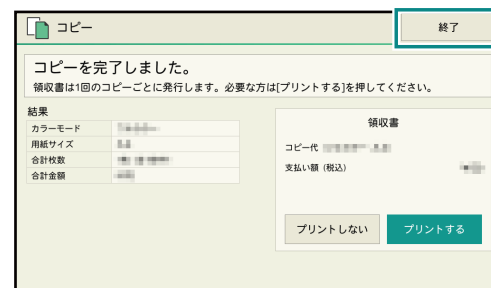 コピー
終了
コピーを完了しました。
領収書は1回のコピーごとに発行します。必要な方は[プリントする]を押してください。
結果
カラーモード
用紙サイズ
合計枚数
合計金額
領収書
コピー代
支払い額（税込）
プリントしない
プリントする